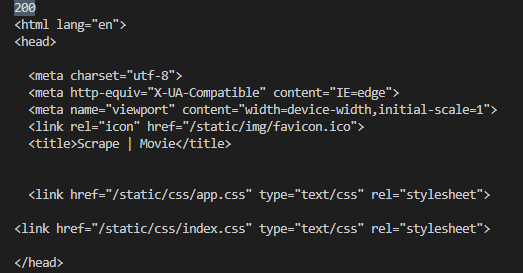 200
<html lang="en">
<head>
<meta charset="utf-8">
<meta http-equiv="X-UA-Compatible" content="IE=edge">
<meta name="viewport" content="width=device-width,initial-scale=1">
<link rel="icon" href="/static/img/favicon.ico">
<title>Scrape | Movie</title>
<link href="/static/css/app.css" type="text/css" rel="stylesheet">
<link href="/static/css/index.css" type="text/css" rel="stylesheet">
</head>